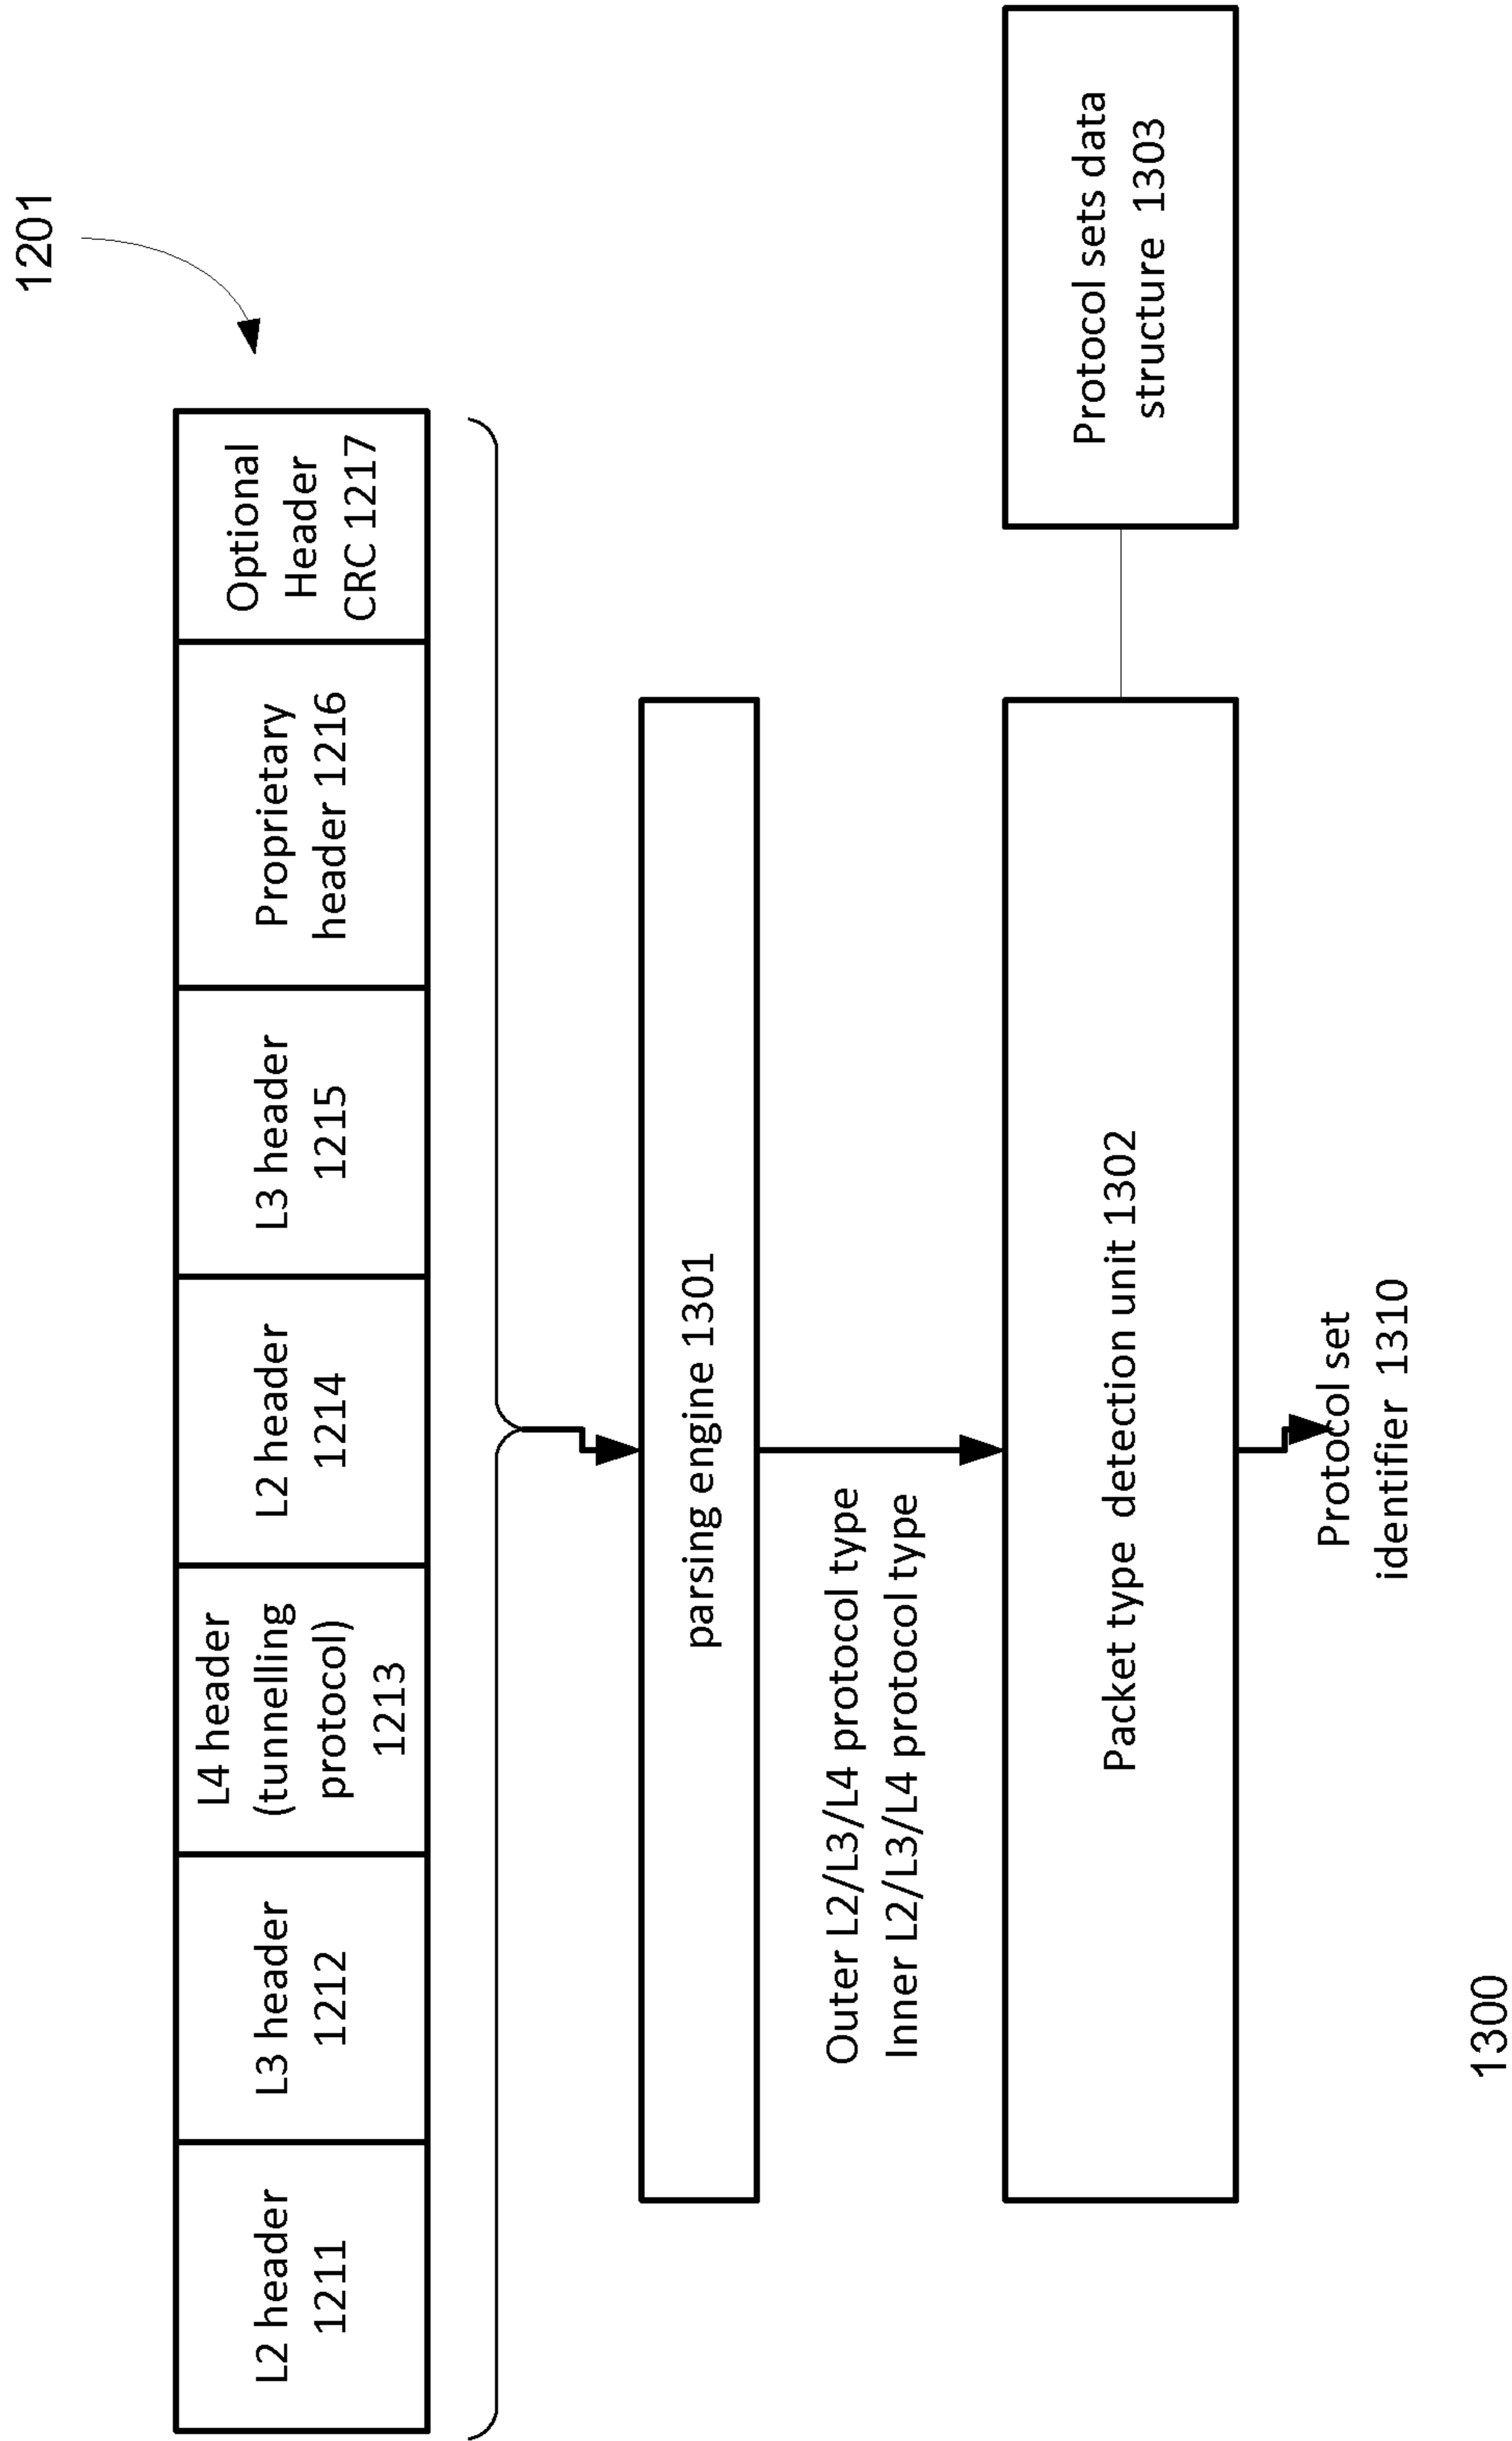 1201
L2 header
1211
L3 header
1212
L4 header
(tunnelling
protocol)
1213
L2 header
1214
L3 header
1215
Proprietary
header 1216
Optional
Header
CRC 1217
parsing engine 1301
Outer L2/L3/L4 protocol type
Inner L2/L3/L4 protocol type
Packet type detection unit 1302
Protocol sets data
structure 1303
Protocol set
identifier 1310
1300